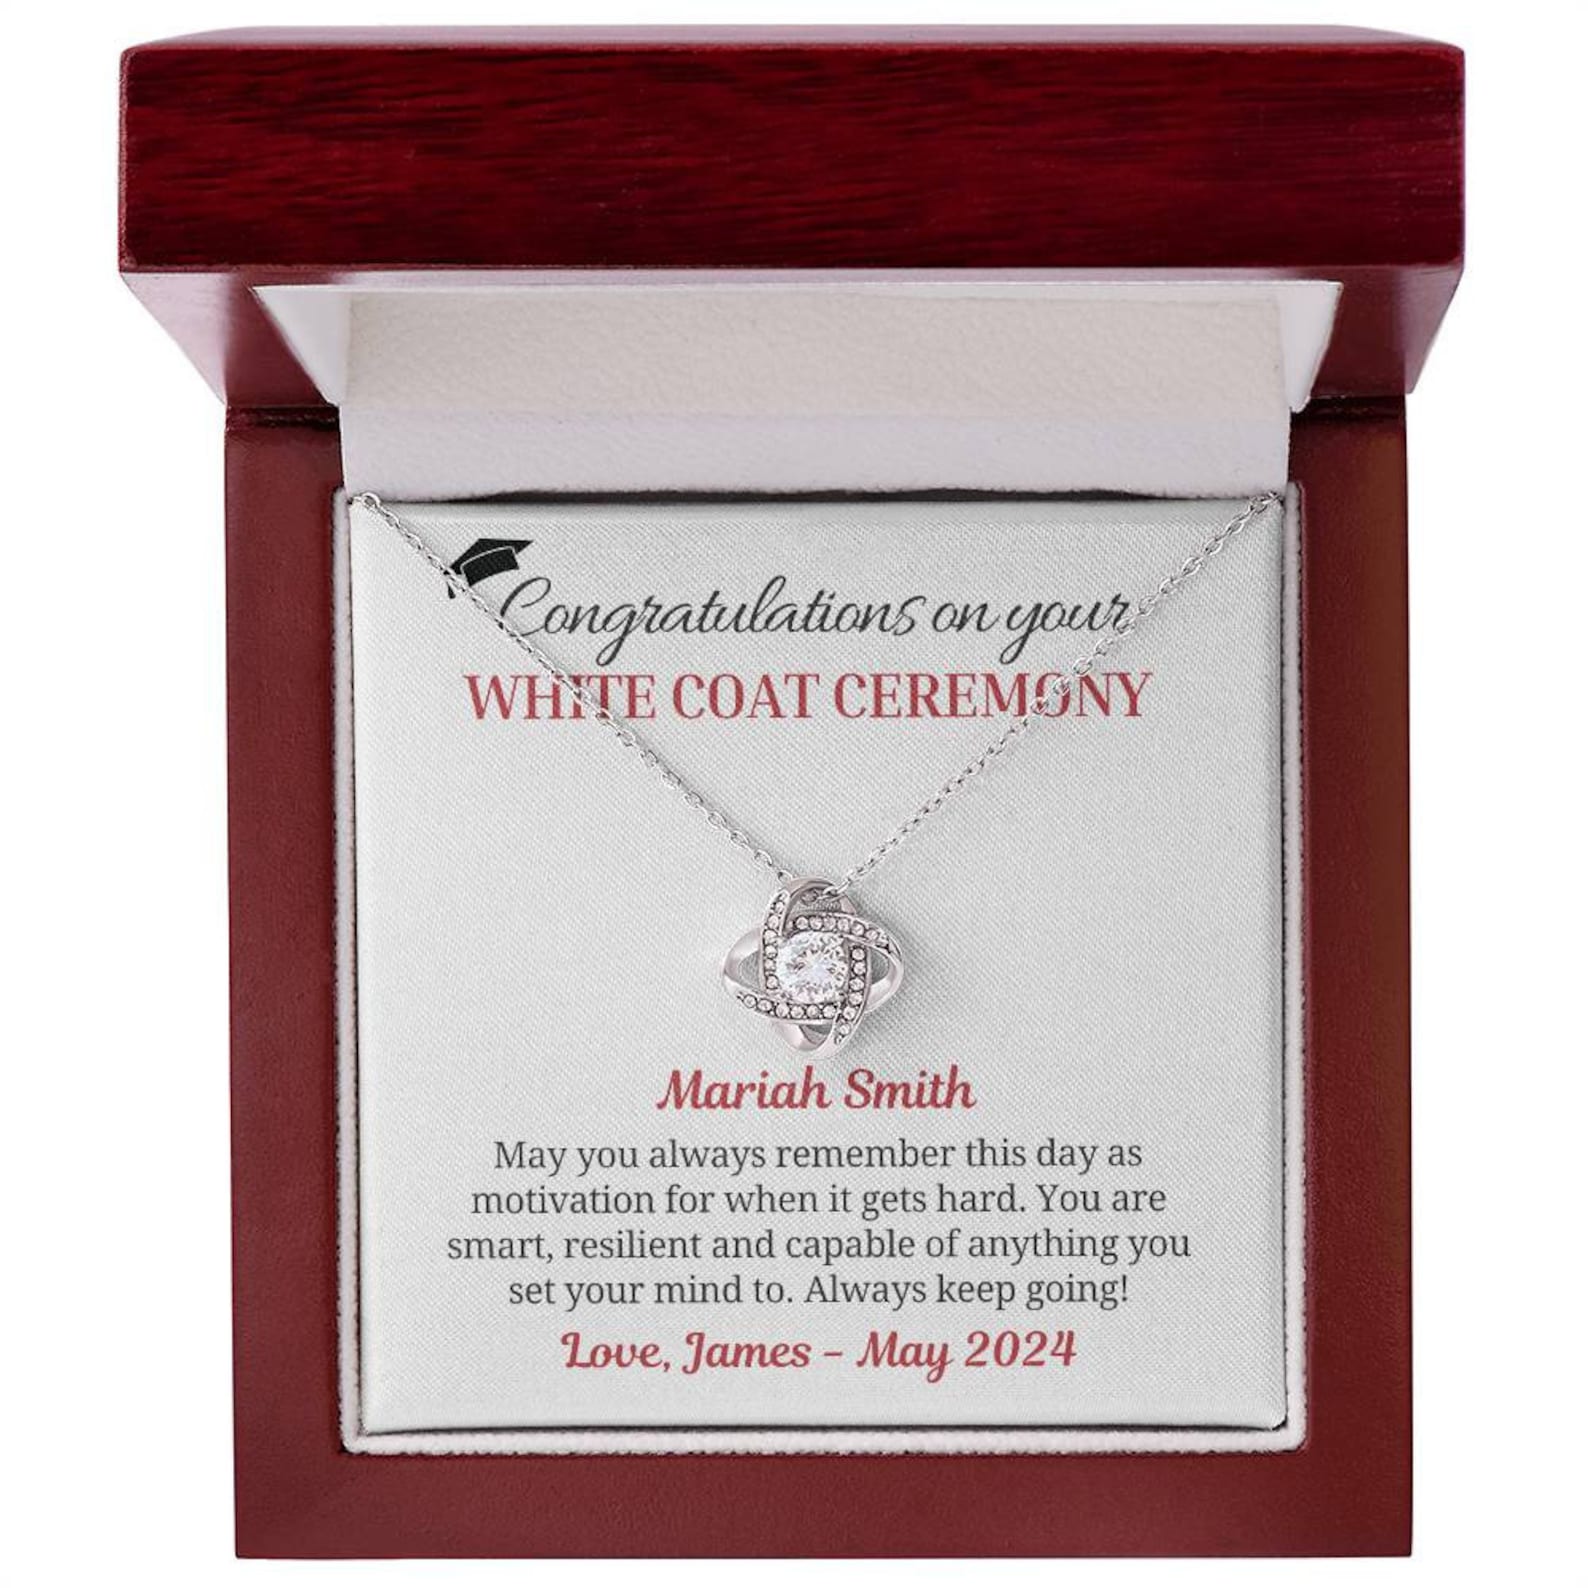 Congratulations on your
WHITE COAT CEREMONY
Mariah Smith
May you always remember this day as
motivation for when it gets hard. You are
smart, resilient and capable of anything you
set your mind to. Always keep going!
Love, James – May 2024